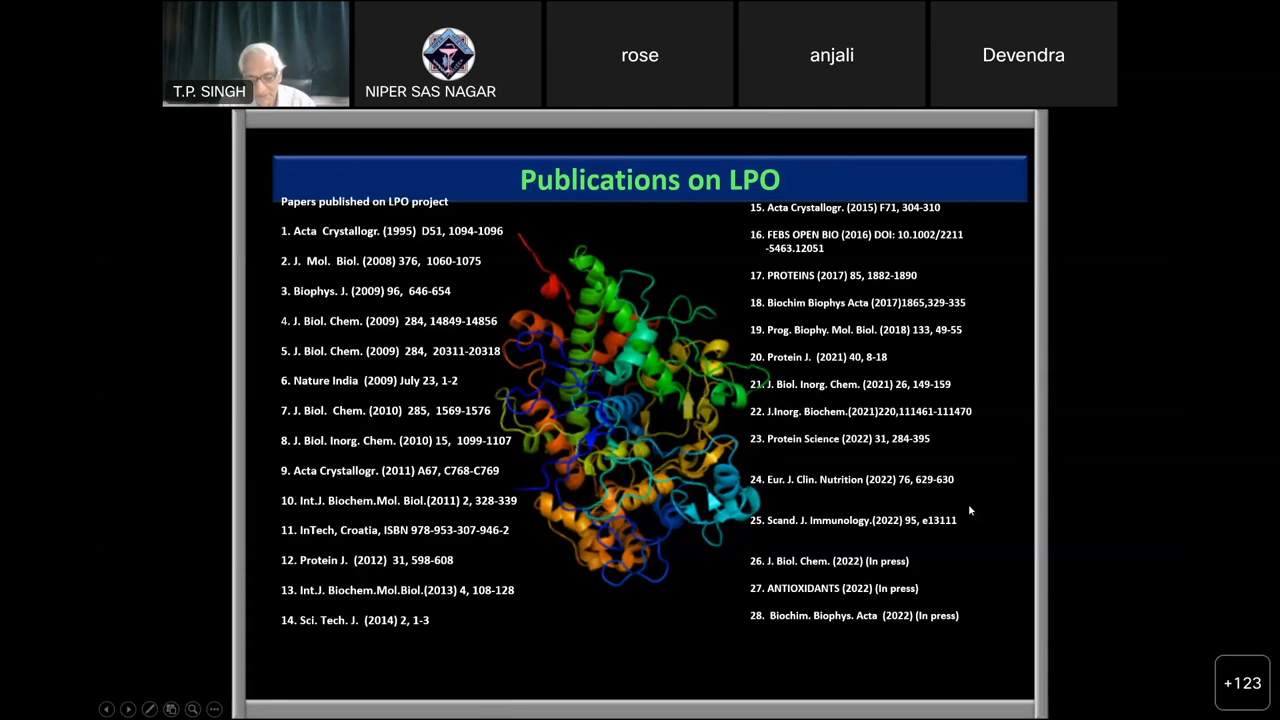 T.P. SINGH
NIPER SAS NAGAR
rose
anjali
Devendra
Publications on LPO
Papers published on LPO project
1. Acta Crystallogr. (1995) D51, 1094-1096
2. J. Mol. Biol. (2008) 376, 1060-1075
3. Biophys. J. (2009) 96, 646-654
4. J. Biol. Chem. (2009) 284, 14849-14856
5. J. Biol. Chem. (2009) 284, 20311-20318
6. Nature India (2009) July 23, 1-2
7. J. Biol. Chem. (2010) 285, 1569-1576
8. J. Biol. Inorg. Chem. (2010) 15, 1099-1107
9. Acta Crystallogr. (2011) A67, C768-C769
10. Int.J. Biochem.Mol. Biol.(2011) 2, 328-339
11. InTech, Croatia, ISBN 978-953-307-946-2
12. Protein J. (2012) 31, 598-608
13. Int.J. Biochem.Mol.Biol.(2013) 4, 108-128
14. Sci. Tech. J. (2014) 2, 1-3
15. Acta Crystallogr. (2015) F71, 304-310
16. FEBS OPEN BIO (2016) DOI: 10.1002/2211
-5463.12051
17. PROTEINS (2017) 85, 1882-1890
18. Biochim Biophys Acta (2017)1865,329-335
19. Prog. Biophy. Mol. Biol. (2018) 133, 49-55
20. Protein J. (2021) 40, 8-18
21. J. Biol. Inorg. Chem. (2021) 26, 149-159
22. J.Inorg. Biochem.(2021)220,111461-111470
23. Protein Science (2022) 31, 284-395
24. Eur. J. Clin. Nutrition (2022) 76, 629-630
25. Scand. J. Immunology.(2022) 95, e13111
26. J. Biol. Chem. (2022) (In press)
27. ANTIOXIDANTS (2022) (In press)
28. Biochim. Biophys. Acta (2022) (In press)
+123